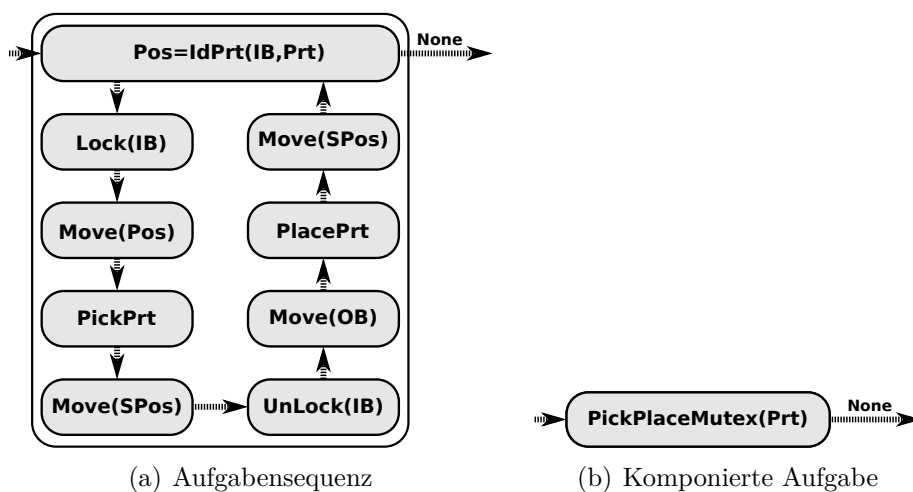 Pos=IdPrt(IB,Prt)
None
Lock(IB)
Move(SPos)
Move(Pos)
PlacePrt
PickPrt
Move(OB)
Move(SPos)
UnLock(IB)
PickPlaceMutex(Prt)
None
(a) Aufgabensequenz
(b) Komponierte Aufgabe